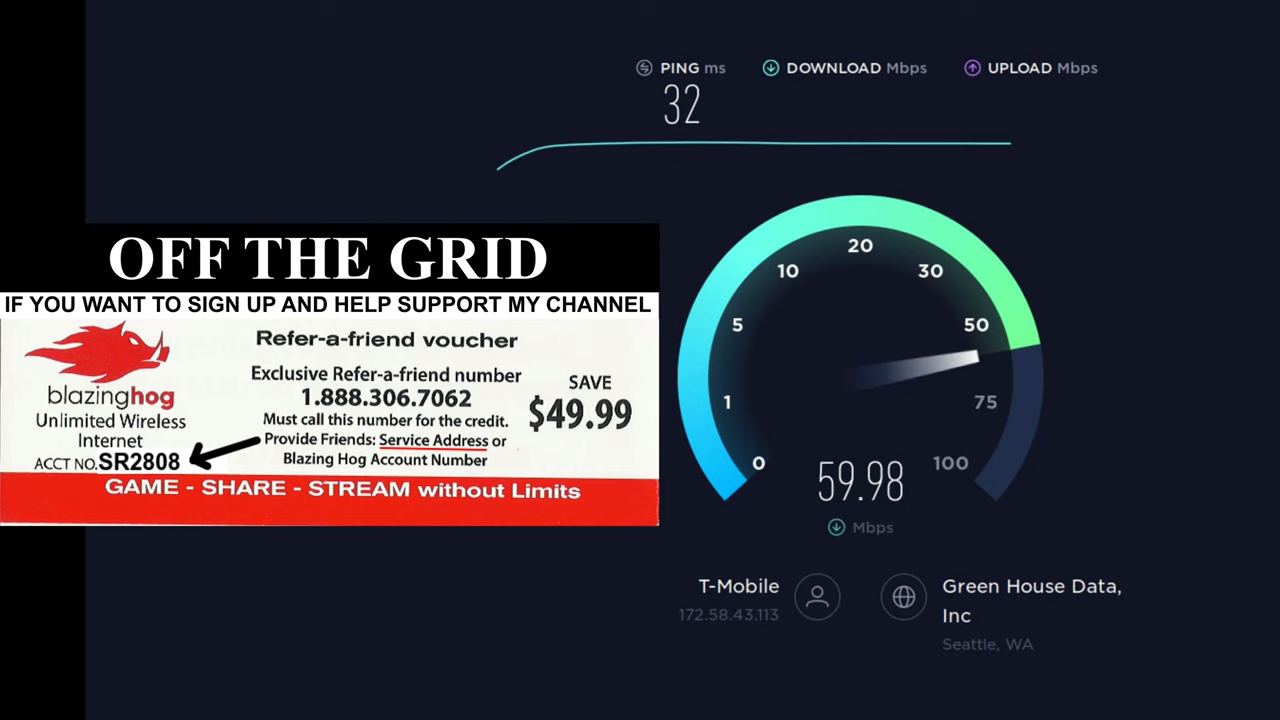 PING ms
DOWNLOAD Mbps
UPLOAD Mbps
32
OFF THE GRID
IF YOU WANT TO SIGN UP AND HELP SUPPORT MY CHANNEL
blazinghog
Unlimited Wireless
Internet
ACCT NO.SR2808
Refer-a-friend voucher
Exclusive Refer-a-friend number
1.888.306.7062
Must call this number for the credit.
Provide Friends: Service Address or
Blazing Hog Account Number
SAVE
$49.99
GAME - SHARE - STREAM without Limits
0
1
5
10
20
30
50
75
100
59.98
Mbps
T-Mobile
172.58.43.113
Green House Data,
Inc
Seattle, WA